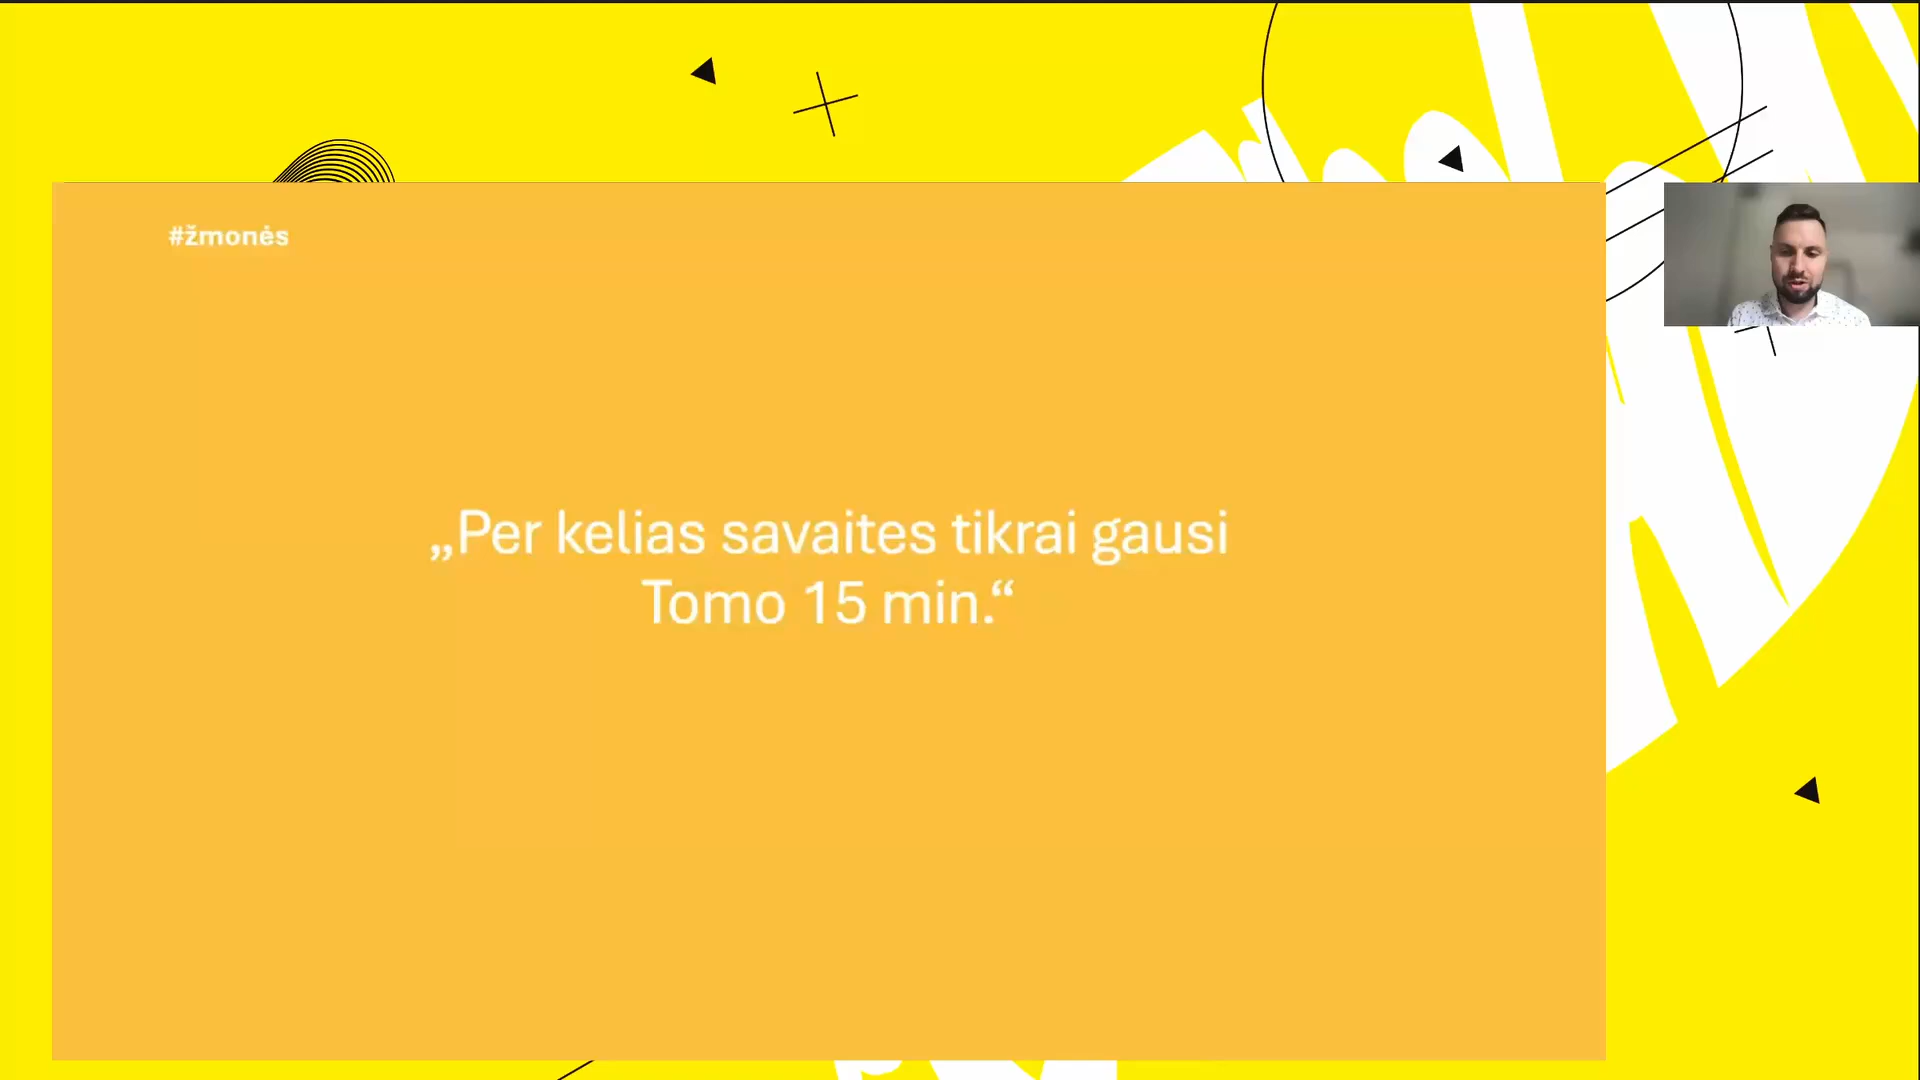 #žmonės
„Per kelias savaites tikrai gausi
Tomo 15 min.“